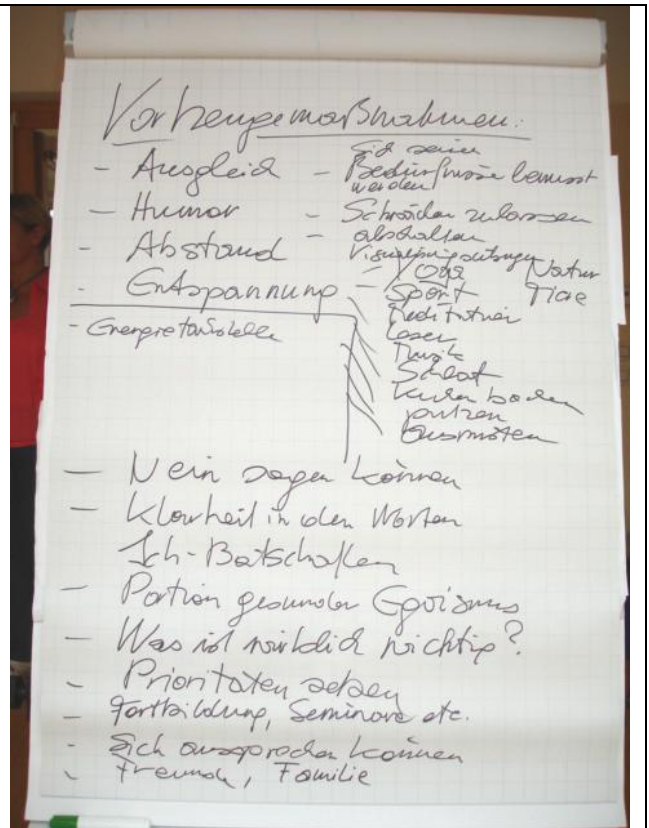 Vorbeugemaßnahmen:
- Ausgleich - Sich seiner Bedürfnisse bewusst werden
- Humor - Schwächen zulassen
- Abstand - abschalten
- Entspannung - Yoga Natur
Visualisierungsübungen
Sport Tiere
Meditation
Lesen
Musik
Schlaf
Kuchen backen
putzen
ausmisten
- Energietankstelle
- Nein sagen können
- Klarheit in den Worten
Ich-Botschaften
- Portion gesunder Egoismus
- Was ist wirklich wichtig?
- Prioritäten setzen
- Fortbildung, Seminare etc.
- Sich aussprechen können
- Freunde, Familie